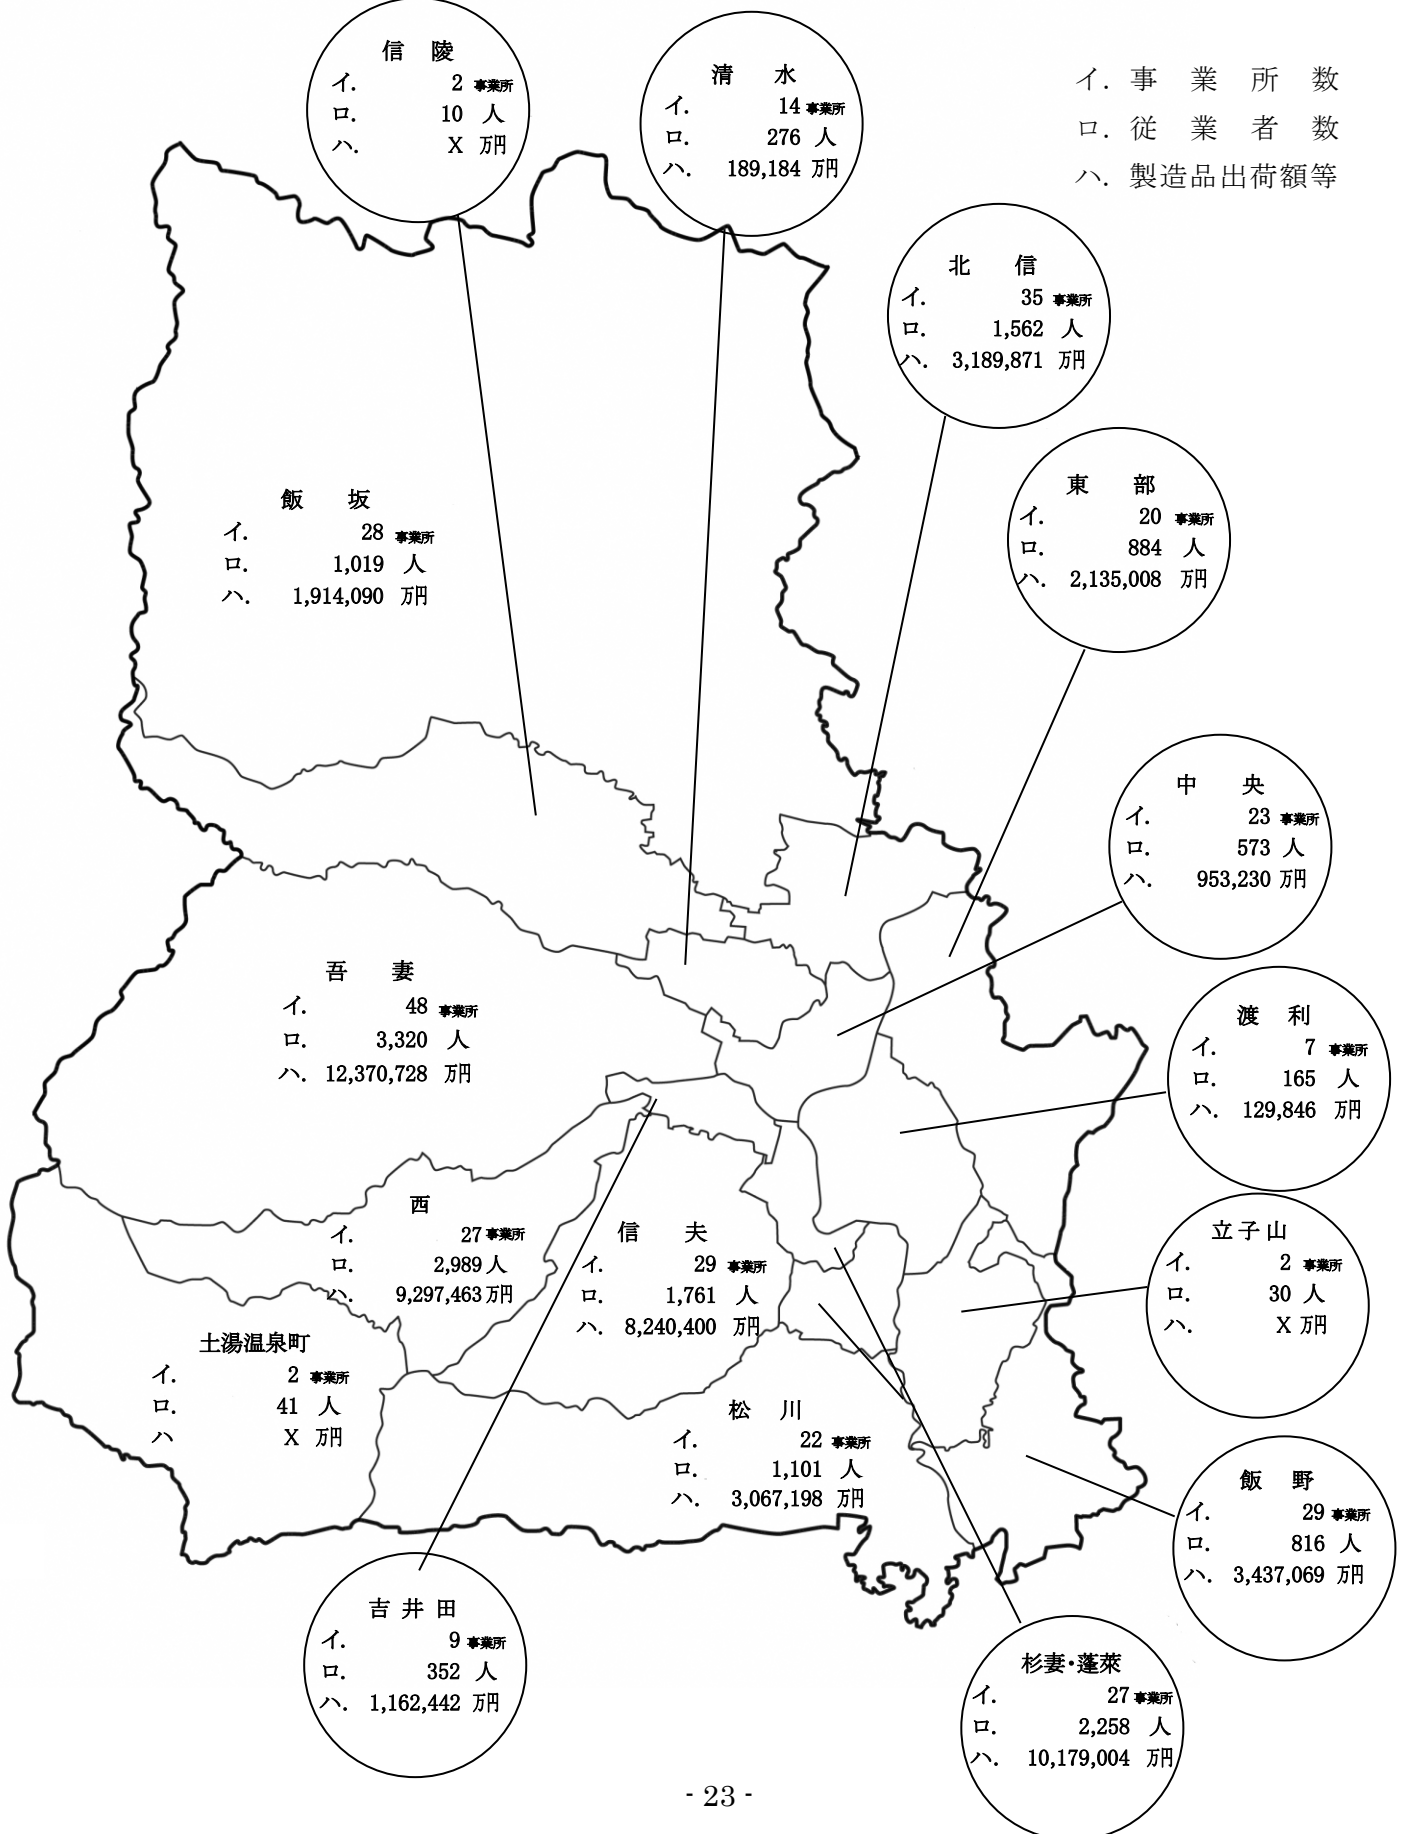 信 陵
イ. 2 事業所
ロ. 10 人
ハ. X 万円
清 水
イ. 14 事業所
ロ. 276 人
ハ. 189,184 万円
イ. 事 業 所 数
ロ. 従 業 者 数
ハ. 製造品出荷額等
北 信
イ. 35 事業所
ロ. 1,562 人
ハ. 3,189,871 万円
東 部
イ. 20 事業所
ロ. 884 人
ハ. 2,135,008 万円
飯 坂
イ. 28 事業所
ロ. 1,019 人
ハ. 1,914,090 万円
中 央
イ. 23 事業所
ロ. 573 人
ハ. 953,230 万円
吾 妻
イ. 48 事業所
ロ. 3,320 人
ハ. 12,370,728 万円
渡 利
イ. 7 事業所
ロ. 165 人
ハ. 129,846 万円
西
イ. 27 事業所
ロ. 2,989 人
ハ. 9,297,463 万円
信 夫
イ. 29 事業所
ロ. 1,761 人
ハ. 8,240,400 万円
立子山
イ. 2 事業所
ロ. 30 人
ハ. X 万円
土湯温泉町
イ. 2 事業所
ロ. 41 人
ハ X 万円
松 川
イ. 22 事業所
ロ. 1,101 人
ハ. 3,067,198 万円
飯 野
イ. 29 事業所
ロ. 816 人
ハ. 3,437,069 万円
吉 井 田
イ. 9 事業所
ロ. 352 人
ハ. 1,162,442 万円
杉妻・蓬萊
イ. 27 事業所
ロ. 2,258 人
ハ. 10,179,004 万円
- 23 -